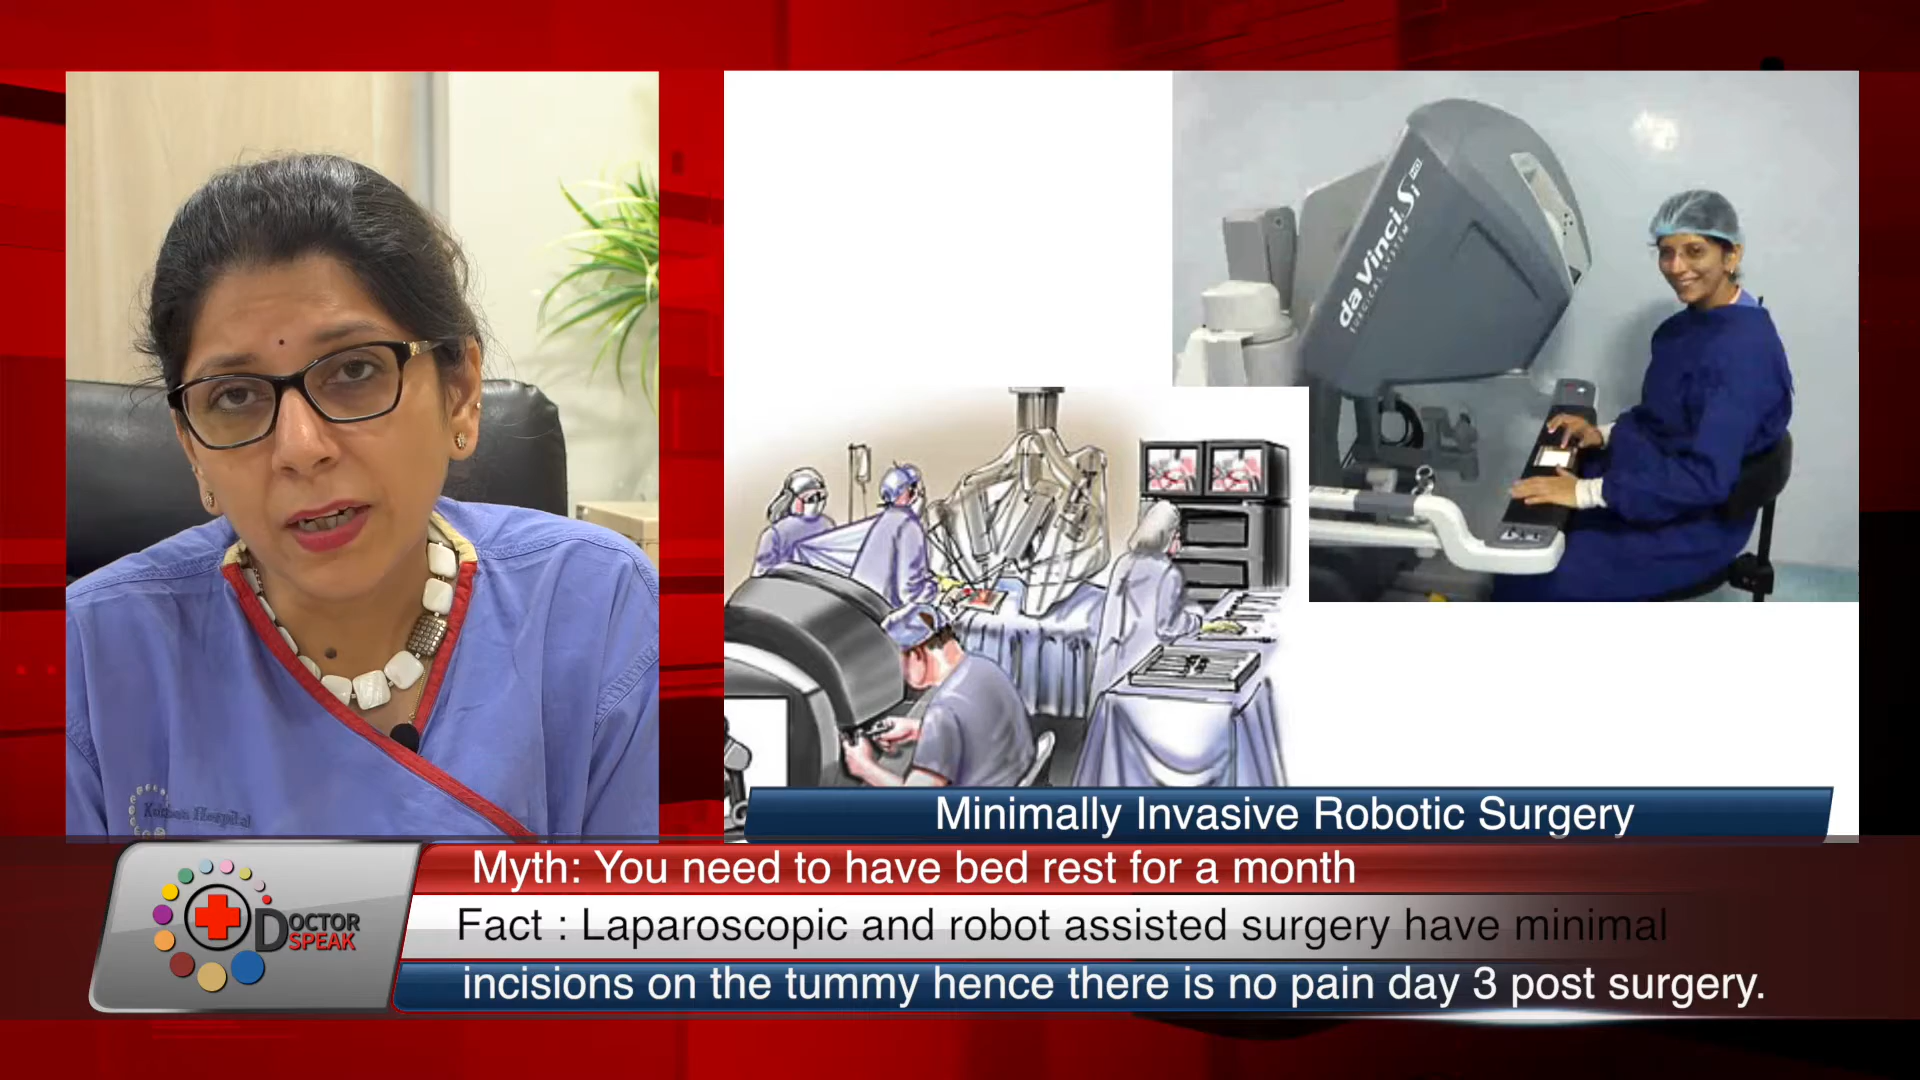 da Vinci Si HD
SURGICAL SYSTEM
Hospital
Minimally Invasive Robotic Surgery
Myth: You need to have bed rest for a month
DOCTOR
SPEAK
Fact : Laparoscopic and robot assisted surgery have minimal
incisions on the tummy hence there is no pain day 3 post surgery.